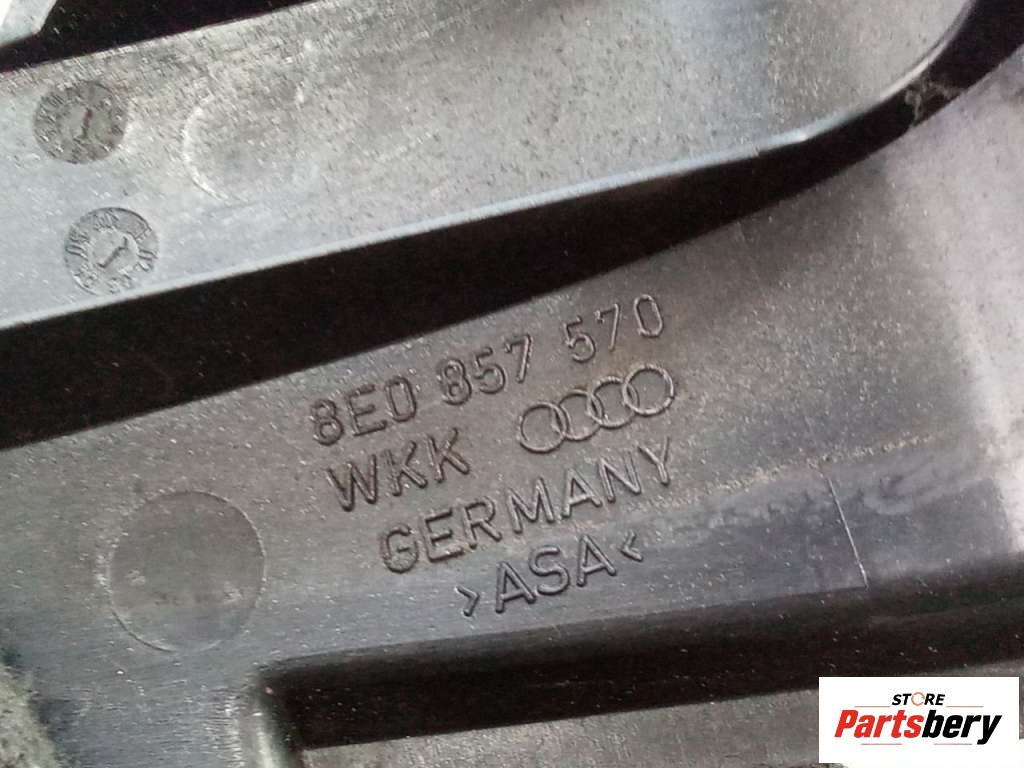 8E0 857 570
WKK
GERMANY
>ASA<
STORE
Partsbery